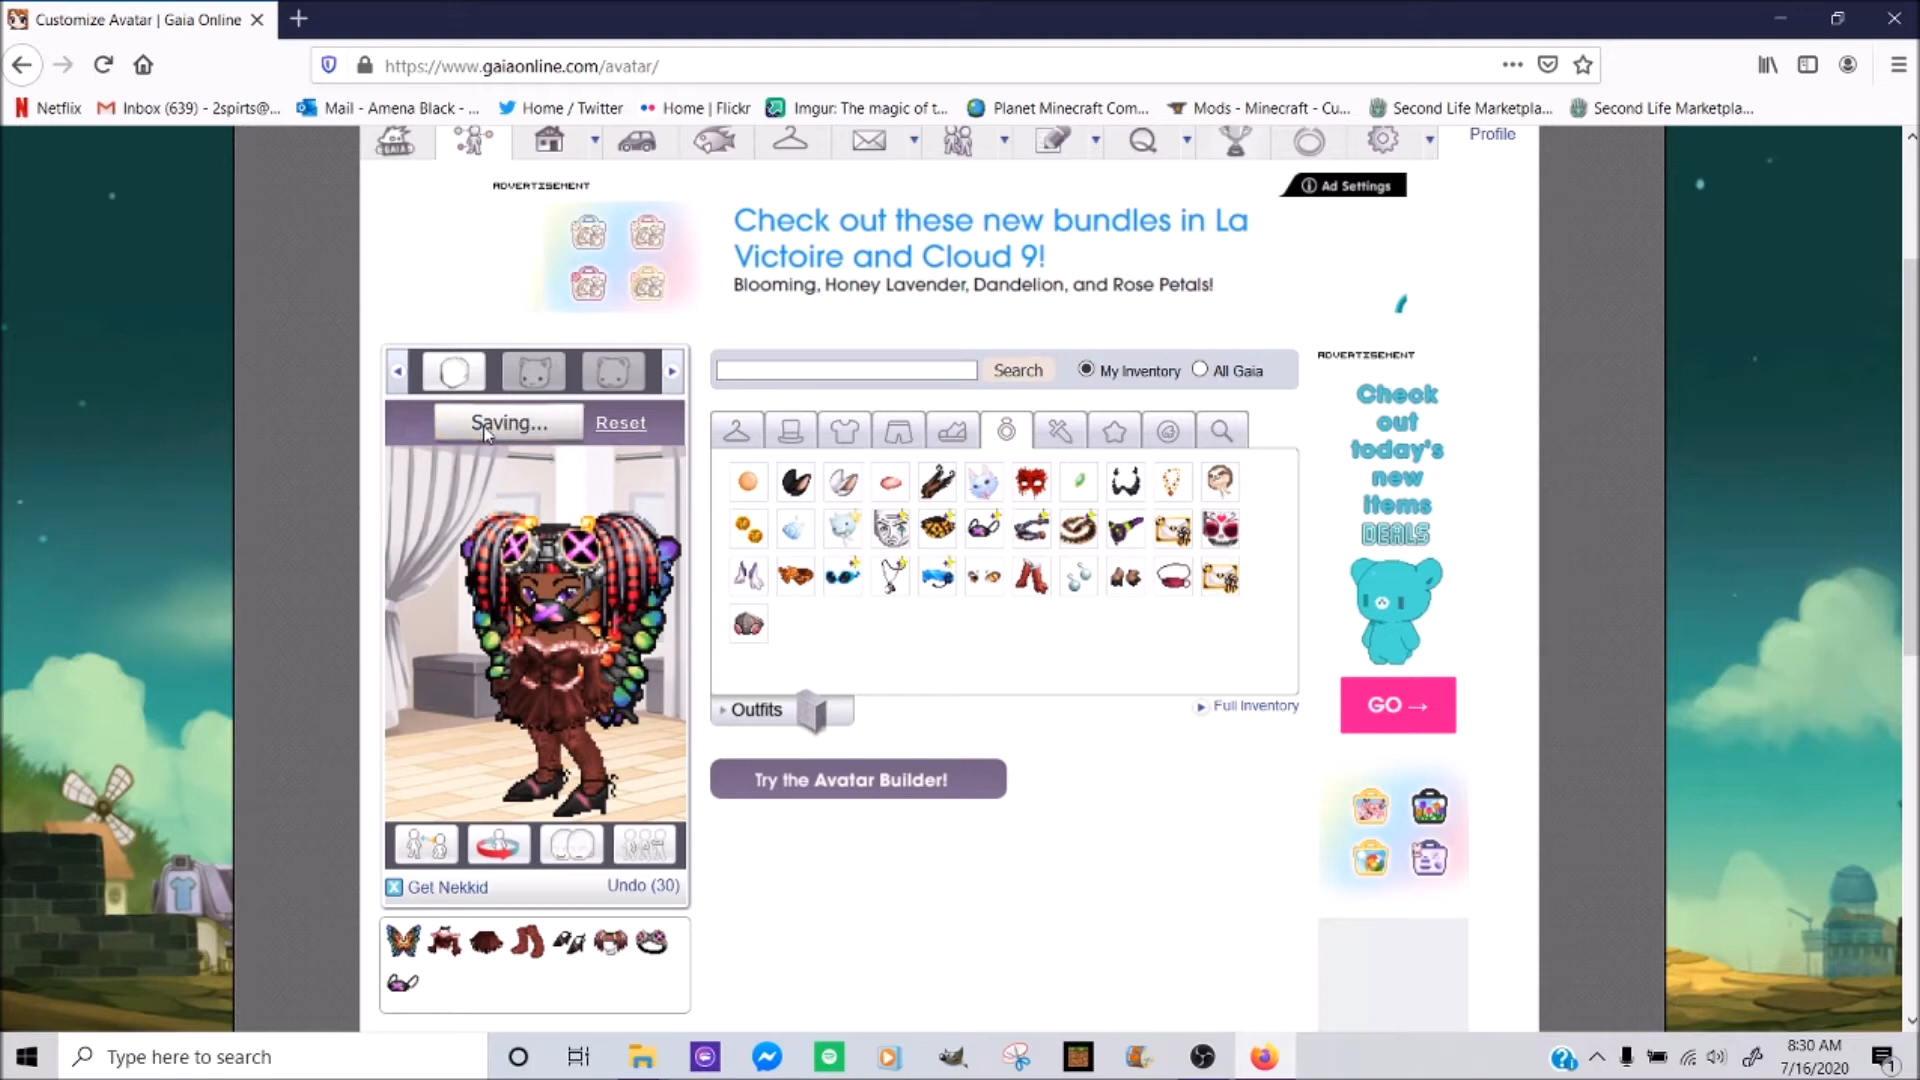 Customize Avatar | Gaia Online
https://www.gaiaonline.com/avatar/
Netflix
Inbox (639) - 2spirts@...
Mail - Amena Black - ...
Home / Twitter
Home | Flickr
Imgur: The magic of t...
Planet Minecraft Com...
Mods - Minecraft - Cu...
Second Life Marketpla...
Second Life Marketpla...
GAIA
Profile
ADVERTISEMENT
Ad Settings
Check out these new bundles in La
Victoire and Cloud 9!
Blooming, Honey Lavender, Dandelion, and Rose Petals!
Search
My Inventory
All Gaia
Saving...
Reset
Outfits
Full Inventory
Try the Avatar Builder!
Get Nekkid
Undo (30)
ADVERTISEMENT
Check
out
today's
new
items
DEALS
GO →
Type here to search
8:30 AM
7/16/2020
1